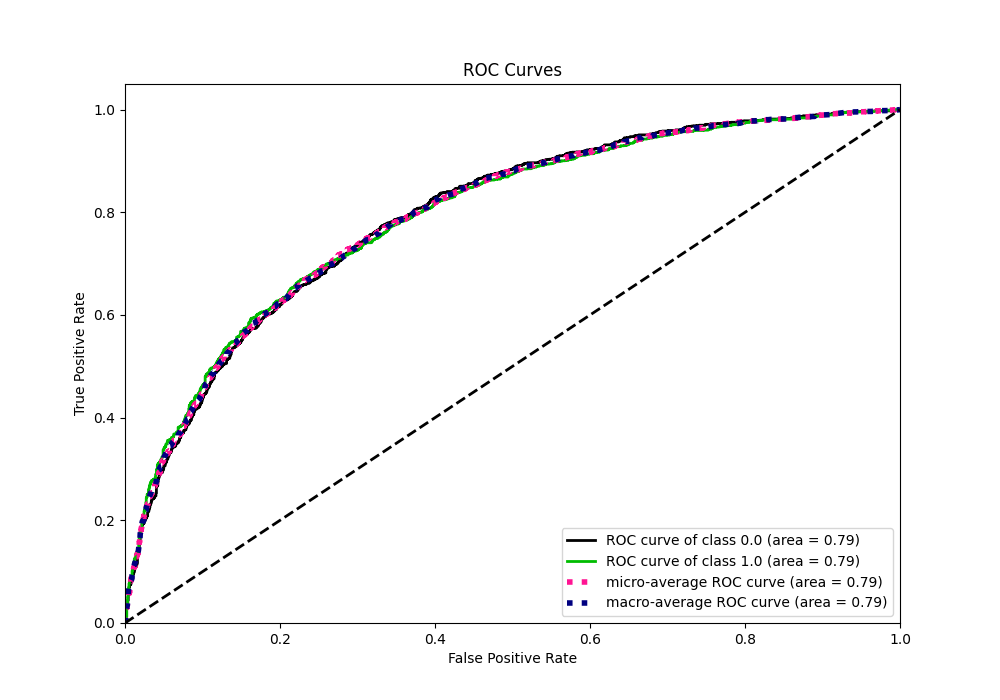 ROC Curves
1.0
0.8
0.6
0.4
0.2
0.0
True Positive Rate
ROC curve of class 0.0 (area = 0.79)
ROC curve of class 1.0 (area = 0.79)
micro-average ROC curve (area = 0.79)
macro-average ROC curve (area = 0.79)
0.0 0.2 0.4 0.6 0.8 1.0
False Positive Rate